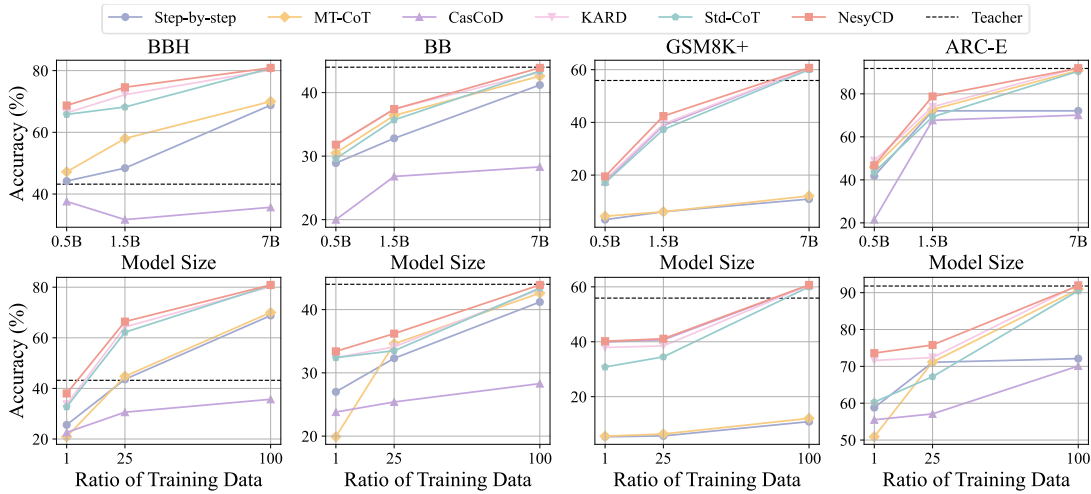 Step-by-step MT-CoT CasCoD KARD Std-CoT NesyCD Teacher
BBH BB GSM8K+ ARC-E
Accuracy (%)
80
60
40
0.5B 1.5B 7B
Model Size
40
30
20
0.5B 1.5B 7B
Model Size
60
40
20
0.5B 1.5B 7B
Model Size
80
60
40
20
0.5B 1.5B 7B
Model Size
Accuracy (%)
80
60
40
20
1 25 100
Ratio of Training Data
40
30
20
1 25 100
Ratio of Training Data
60
40
20
1 25 100
Ratio of Training Data
90
80
70
60
50
1 25 100
Ratio of Training Data